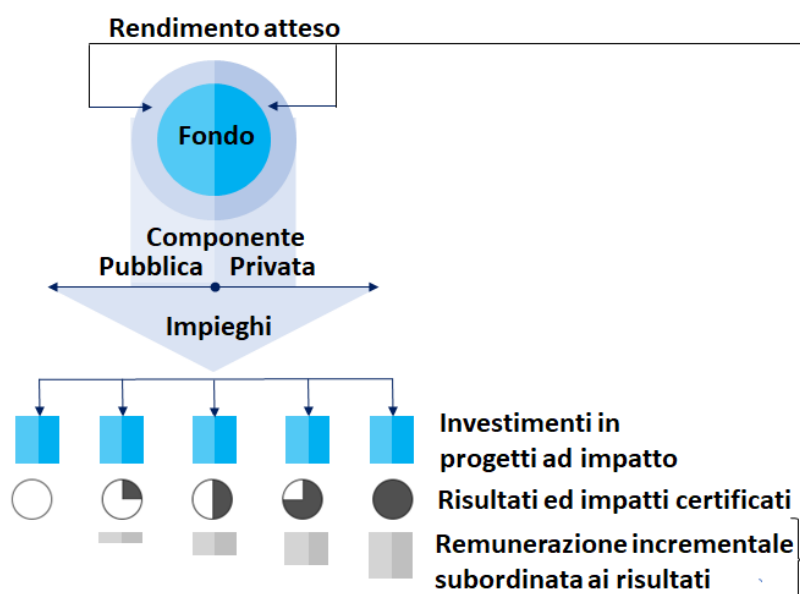 Rendimento atteso
Fondo
Componente
Pubblica Privata
Impieghi
Investimenti in
progetti ad impatto
Risultati ed impatti certificati
Remunerazione incrementale
subordinata ai risultati